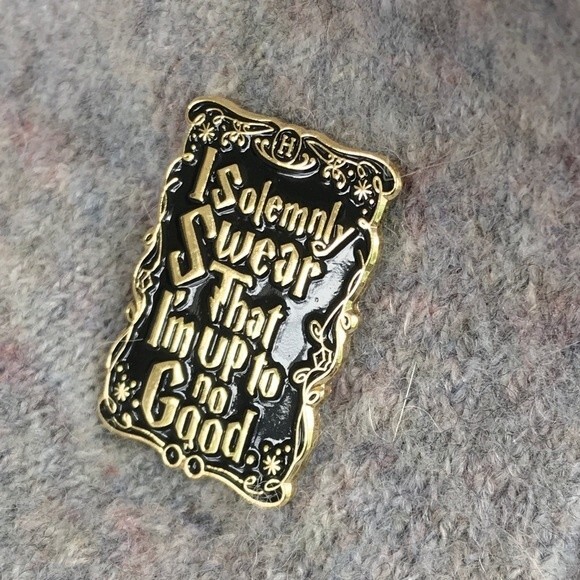 H
I Solemnly
Swear
That
I'm up to
no
Good.